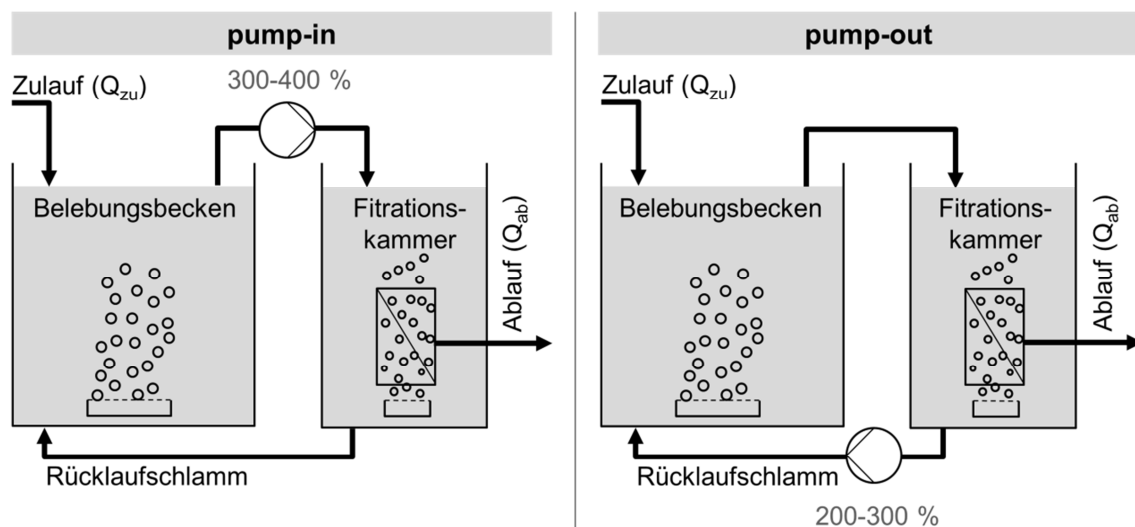 pump-in
Zulauf (Qzu)
300-400 %
Belebungsbecken
Fitrations-
kammer
Ablauf (Qab)
Rücklaufschlamm
pump-out
Zulauf (Qzu)
Belebungsbecken
Fitrations-
kammer
Ablauf (Qab)
Rücklaufschlamm
200-300 %